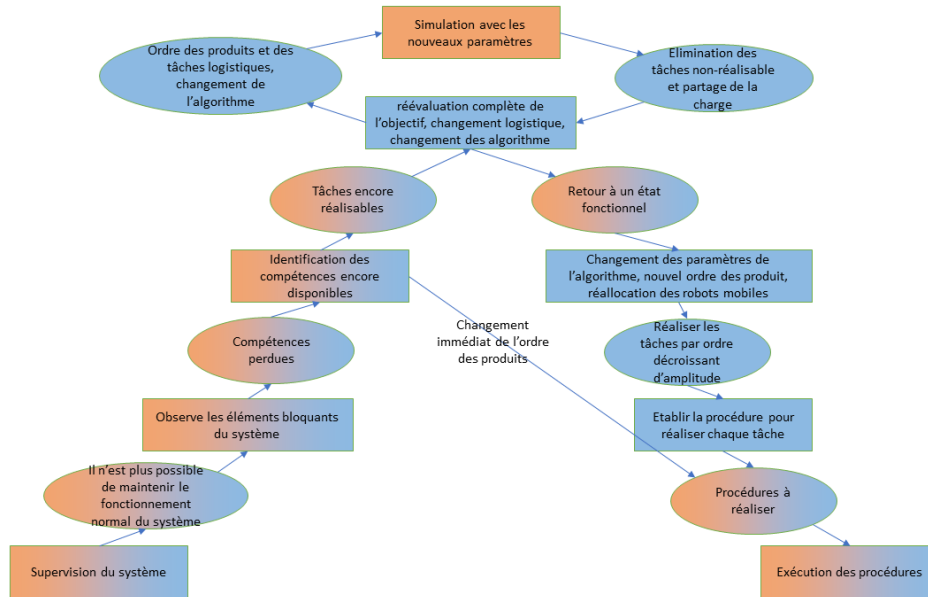 Simulation avec les
nouveaux paramètres
Ordre des produits et des
tâches logistiques,
changement de
l'algorithme
Elimination des
tâches non-réalisable
et partage de la
charge
réévaluation complète de
l'objectif, changement logistique,
changement des algorithme
Tâches encore
réalisables
Retour à un état
fonctionnel
Identification des
compétences encore
disponibles
Changement des paramètres de
l'algorithme, nouvel ordre des produit,
réallocation des robots mobiles
Changement
immédiat de l'ordre
des produits
Compétences
perdues
Réaliser les
tâches par ordre
décroissant
d'amplitude
Observe les éléments bloquants
du système
Etablir la procédure pour
réaliser chaque tâche
Il n'est plus possible
de maintenir le
fonctionnement
normal du système
Procédures à
réaliser
Supervision du système
Exécution des procédures